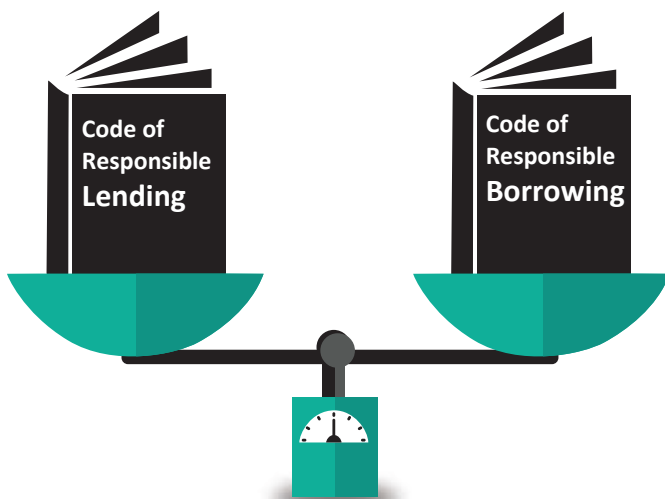 Code of
Responsible
Lending
Code of
Responsible
Borrowing